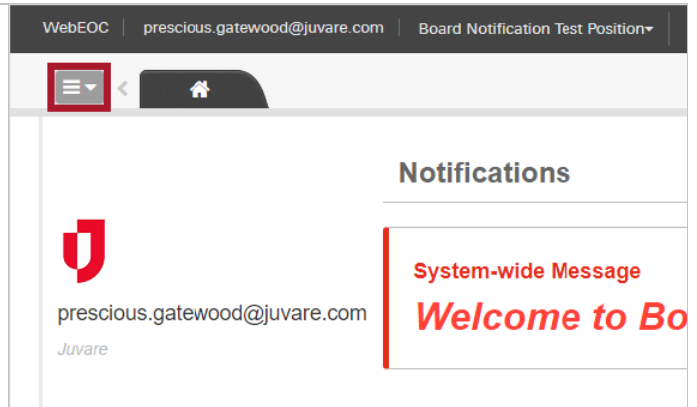 WebEOC prescious.gatewood@juvare.com Board Notification Test Position
Notifications
System-wide Message
Welcome to Bo
prescious.gatewood@juvare.com
Juvare